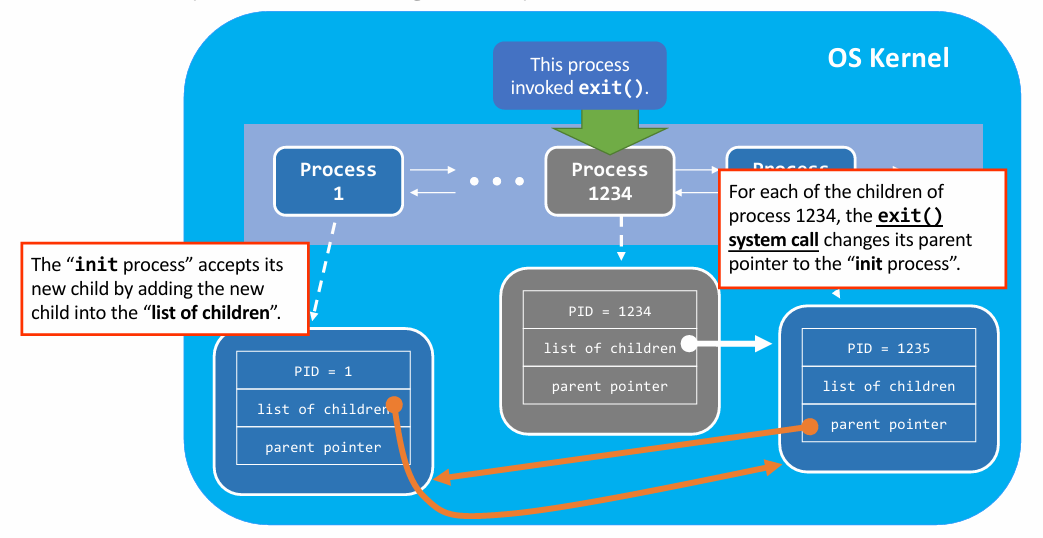 OS Kernel
This process
invoked exit().
Process
1
Process
1234
For each of the children of
process 1234, the exit()
system call changes its parent
pointer to the “init process”.
The “init process” accepts its
new child by adding the new
child into the “list of children”.
PID = 1
list of children
parent pointer
PID = 1234
list of children
parent pointer
PID = 1235
list of children
parent pointer